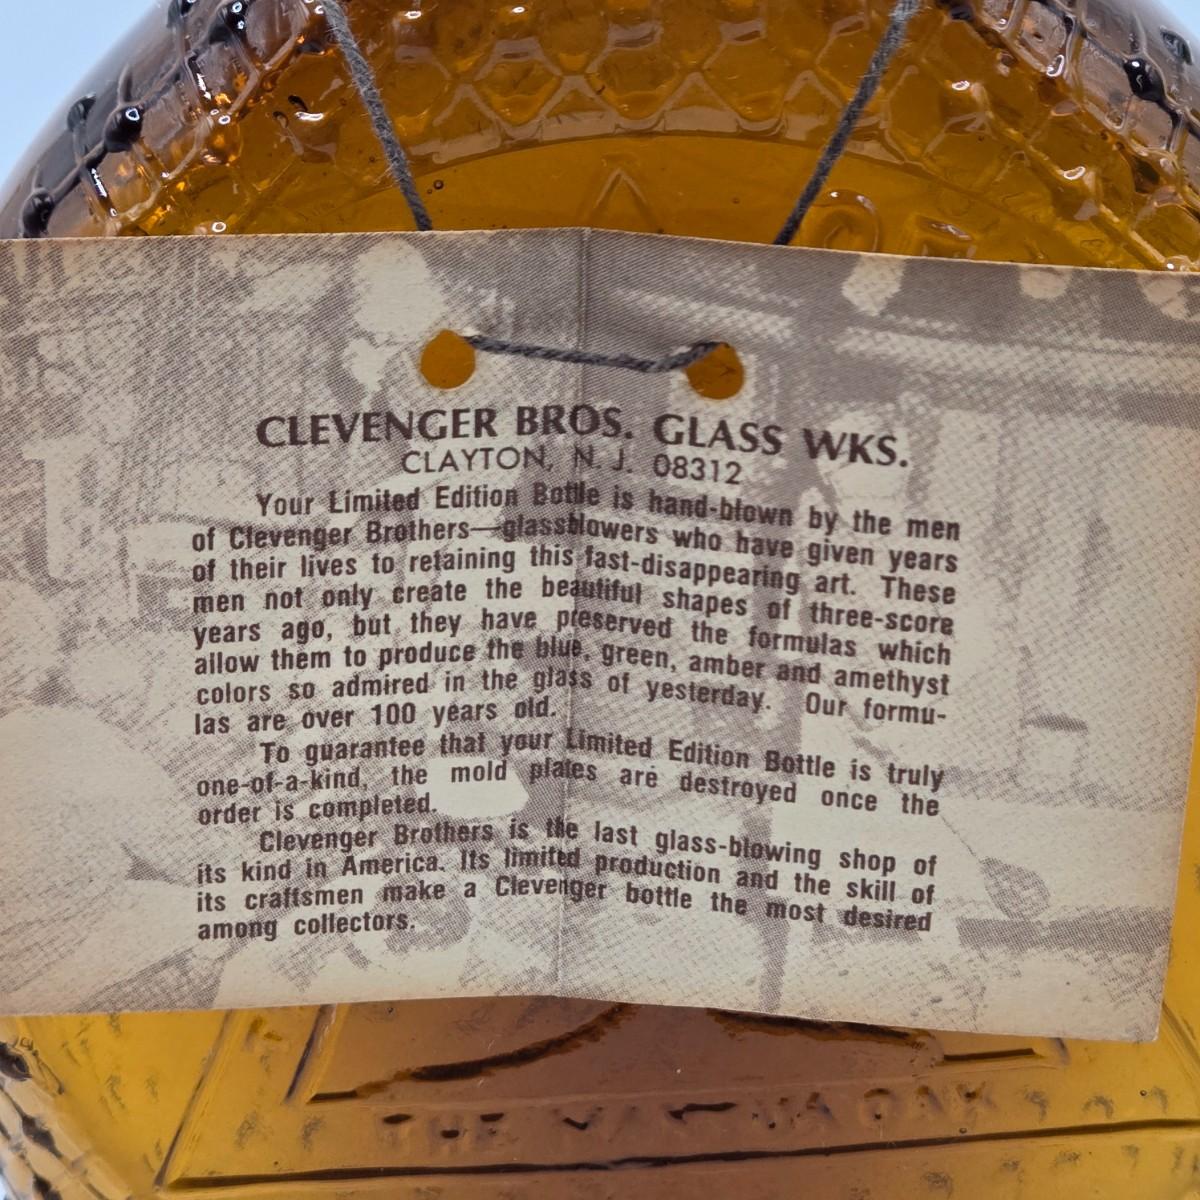 CLEVENGER BROS. GLASS WKS.
CLAYTON, N. J. 08312
Your Limited Edition Bottle is hand-blown by the men
of Clevenger Brothers—glassblowers who have given years
of their lives to retaining this fast-disappearing art. These
men not only create the beautiful shapes of three-score
years ago, but they have preserved the formulas which
allow them to produce the blue, green, amber and amethyst
colors so admired in the glass of yesterday. Our formu-
las are over 100 years old.
To guarantee that your Limited Edition Bottle is truly
one-of-a-kind, the mold plates are destroyed once the
order is completed.
Clevenger Brothers is the last glass-blowing shop of
its kind in America. Its limited production and the skill of
its craftsmen make a Clevenger bottle the most desired
among collectors.
THE OAK